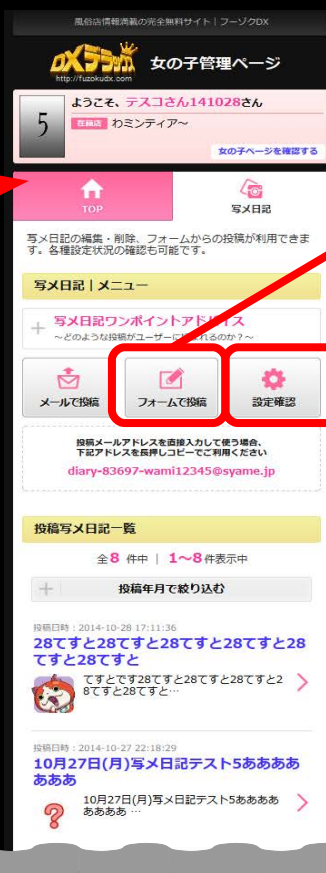 風俗店情報満載の完全無料サイト｜フーゾクDX
DXデラックス
http://fuzokudx.com
女の子管理ページ
5
ようこそ、テスコさん141028さん
在籍店 わミンティア～
女の子ページを確認する
TOP
写メ日記
写メ日記の編集・削除、フォームからの投稿が利用できま
す。各種設定状況の確認も可能です。
写メ日記 | メニュー
写メ日記ワンポイントアドバイス
～どのような投稿がユーザーに
れるのか？～
メールで投稿
フォームで投稿
設定確認
投稿メールアドレスを直接入力して使う場合、
下記アドレスを長押しコピーでご利用ください
diary-83697-wami12345@syame.jp
投稿写メ日記一覧
全8 件中 | 1～8件表示中
投稿年月で絞り込む
投稿日時：2014-10-28 17:11:36
28てすと28てすと28てすと28てすと28
てすと28てすと
てすとです28てすと28てすと28てすと2
8てすと28てすと…
投稿日時：2014-10-27 22:18:29
10月27日(月)写メ日記テスト5ああああ
あああ
10月27日(月)写メ日記テスト5ああああ
ああああ …